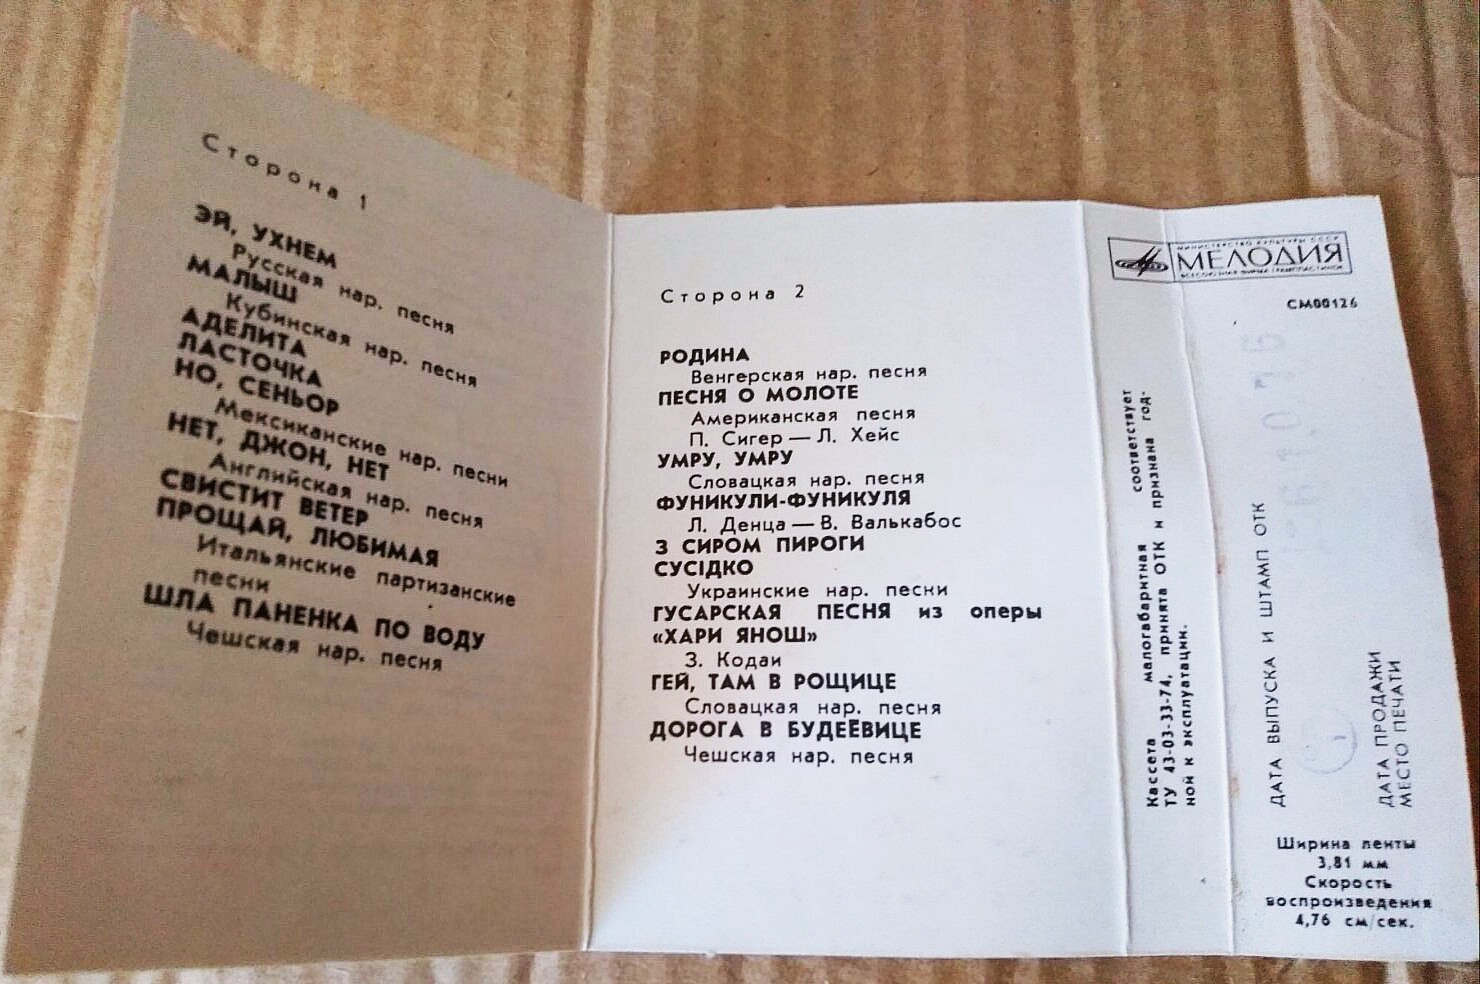 Сторона 1
ЭЙ, УХНЕМ
Русская нар. песня
МАЛЫШ
Кубинская нар. песня
АДЕЛИТА
ЛАСТОЧКА
НО, СЕНЬОР
Мексиканские нар. песни
НЕТ, ДЖОН, НЕТ
Английская нар. песня
СВИСТИТ ВЕТЕР
ПРОЩАЙ, ЛЮБИМАЯ
Итальянские партизанские
песни
ШЛА ПАНЕНКА ПО ВОДУ
Чешская нар. песня
Сторона 2
РОДИНА
Венгерская нар. песня
ПЕСНЯ О МОЛОТЕ
Американская песня
П. Сигер — Л. Хейс
УМРУ, УМРУ
Словацкая нар. песня
ФУНИКУЛИ-ФУНИКУЛЯ
Л. Денца — В. Валькабос
З СИРОМ ПИРОГИ
СУСІДКО
Украинские нар. песни
ГУСАРСКАЯ ПЕСНЯ из оперы
«ХАРИ ЯНОШ»
З. Кодаи
ГЕЙ, ТАМ В РОЩИЦЕ
Словацкая нар. песня
ДОРОГА В БУДЕЁВИЦЕ
Чешская нар. песня
Кассета малогабаритная соответствует
ТУ 43-03-33-74, принята ОТК и признана год-
ной к эксплуатации.
МИНИСТЕРСТВО КУЛЬТУРЫ СССР
МЕЛОДИЯ
ВСЕСОЮЗНАЯ ФИРМА ГРАМПЛАСТИНОК
СМ00126
ДАТА ВЫПУСКА И ШТАМП ОТК
ДАТА ПРОДАЖИ
МЕСТО ПЕЧАТИ
Ширина ленты
3,81 мм
Скорость
воспроизведения
4,76 см/сек.